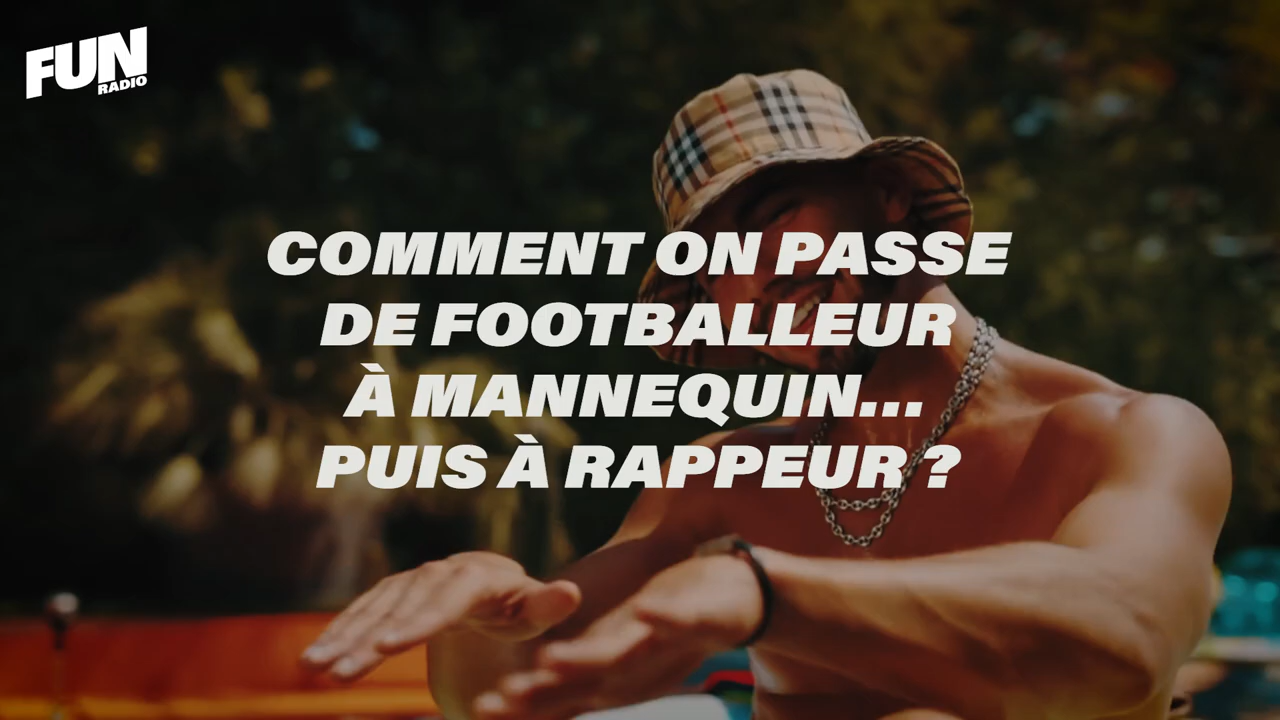 FUN
RADIO
COMMENT ON PASSE
DE FOOTBALLEUR
À MANNEQUIN...
PUIS À RAPPEUR ?